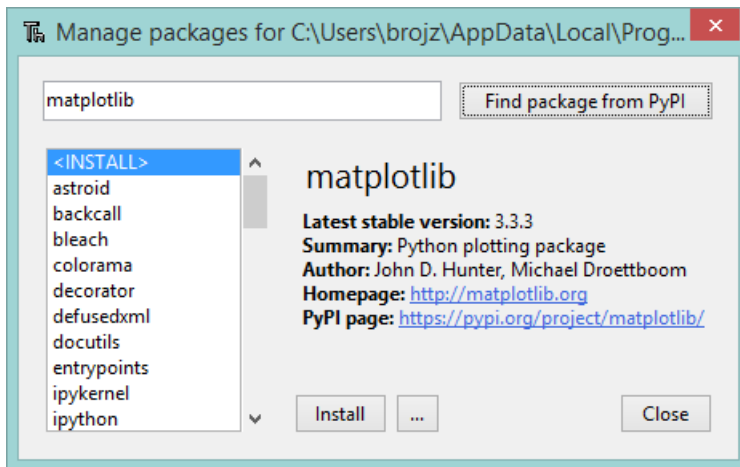 Manage packages for C:\Users\brojz\AppData\Local\Prog...
matplotlib
Find package from PyPI
<INSTALL>
astroid
backcall
bleach
colorama
decorator
defusedxml
docutils
entrypoints
ipykernel
ipython
matplotlib
Latest stable version: 3.3.3
Summary: Python plotting package
Author: John D. Hunter, Michael Droettboom
Homepage: http://matplotlib.org
PyPI page: https://pypi.org/project/matplotlib/
Install
...
Close